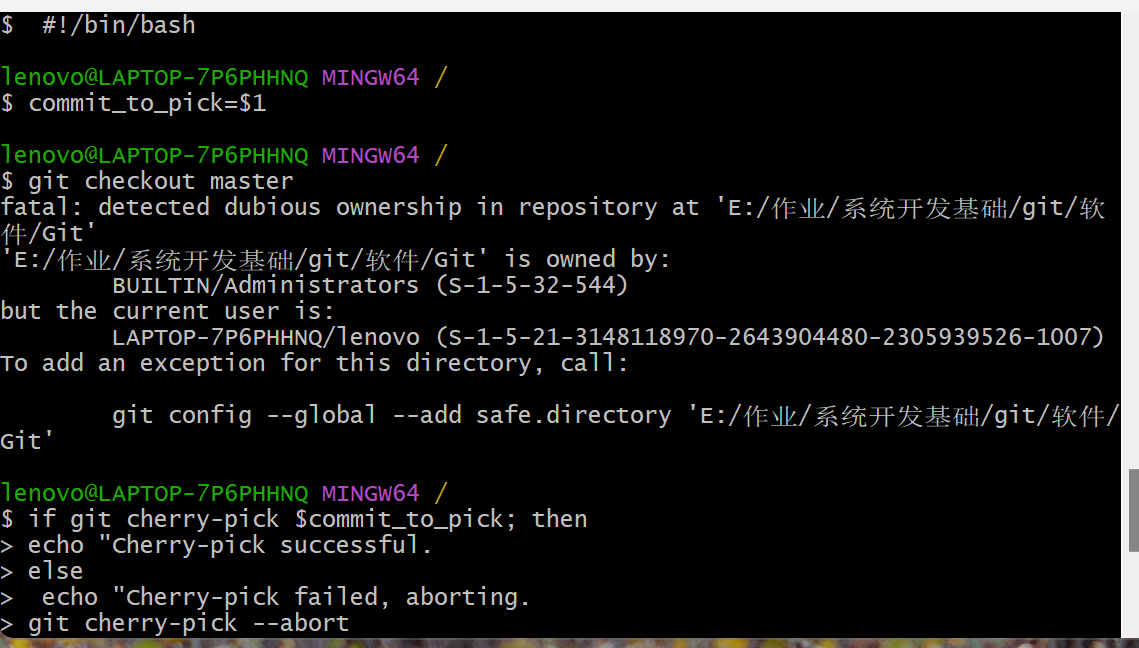 $  #!/bin/bash
lenovo@LAPTOP-7P6PHHNQ MINGW64 /
$ commit_to_pick=$1
lenovo@LAPTOP-7P6PHHNQ MINGW64 /
$ git checkout master
fatal: detected dubious ownership in repository at 'E:/作业/系统开发基础/git/软
件/Git'
'E:/作业/系统开发基础/git/软件/Git' is owned by:
        BUILTIN/Administrators (S-1-5-32-544)
but the current user is:
        LAPTOP-7P6PHHNQ/lenovo (S-1-5-21-3148118970-2643904480-2305939526-1007)
To add an exception for this directory, call:
        git config --global --add safe.directory 'E:/作业/系统开发基础/git/软件/
Git'
lenovo@LAPTOP-7P6PHHNQ MINGW64 /
$ if git cherry-pick $commit_to_pick; then
> echo "Cherry-pick successful.
> else
>  echo "Cherry-pick failed, aborting.
> git cherry-pick --abort